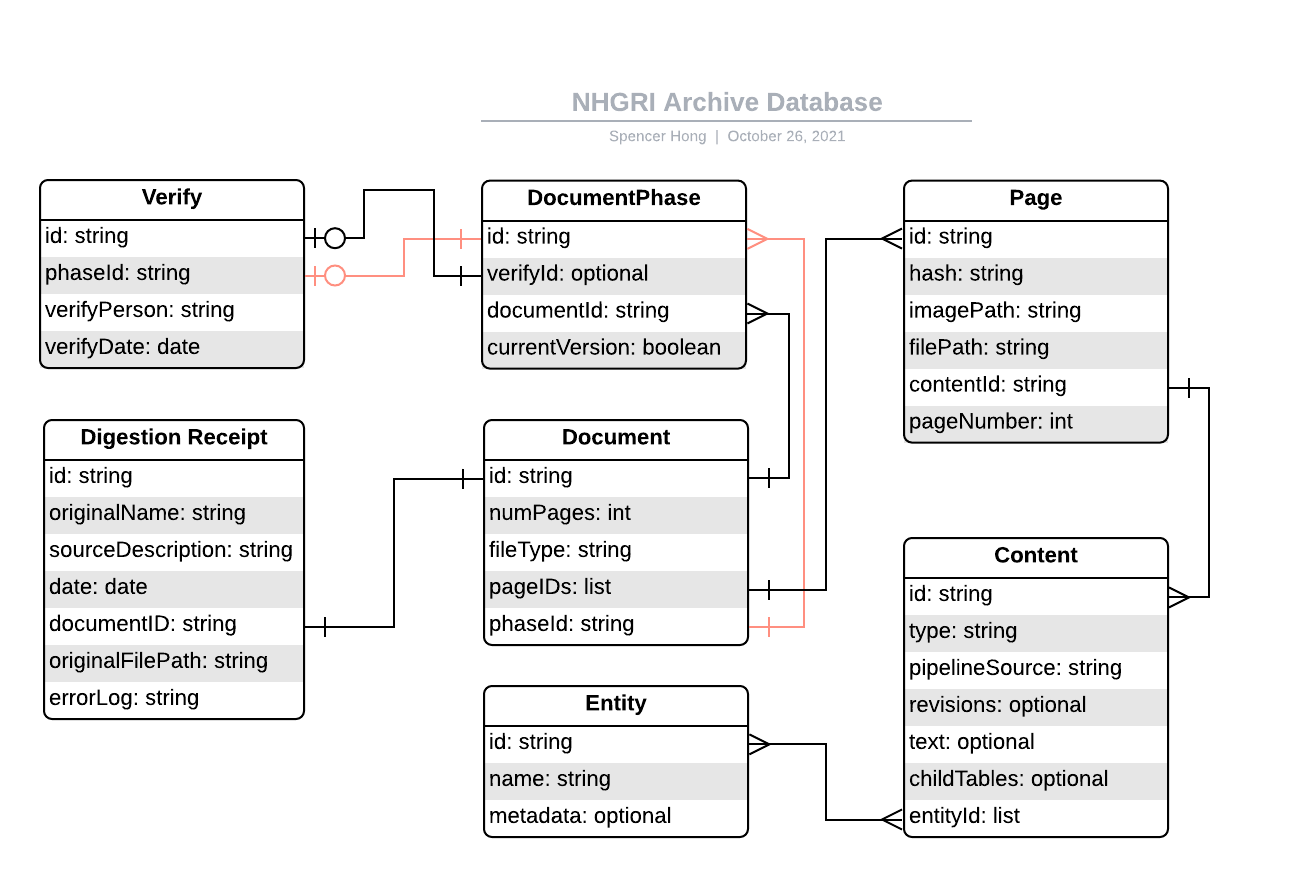 NHGRI Archive Database
Spencer Hong | October 26, 2021
Verify
id: string
phaseId: string
verifyPerson: string
verifyDate: date
DocumentPhase
id: string
verifyId: optional
documentId: string
currentVersion: boolean
Page
id: string
hash: string
imagePath: string
filePath: string
contentId: string
pageNumber: int
Digestion Receipt
id: string
originalName: string
sourceDescription: string
date: date
documentID: string
originalFilePath: string
errorLog: string
Document
id: string
numPages: int
fileType: string
pageIDs: list
phaseId: string
Content
id: string
type: string
pipelineSource: string
revisions: optional
text: optional
childTables: optional
entityId: list
Entity
id: string
name: string
metadata: optional